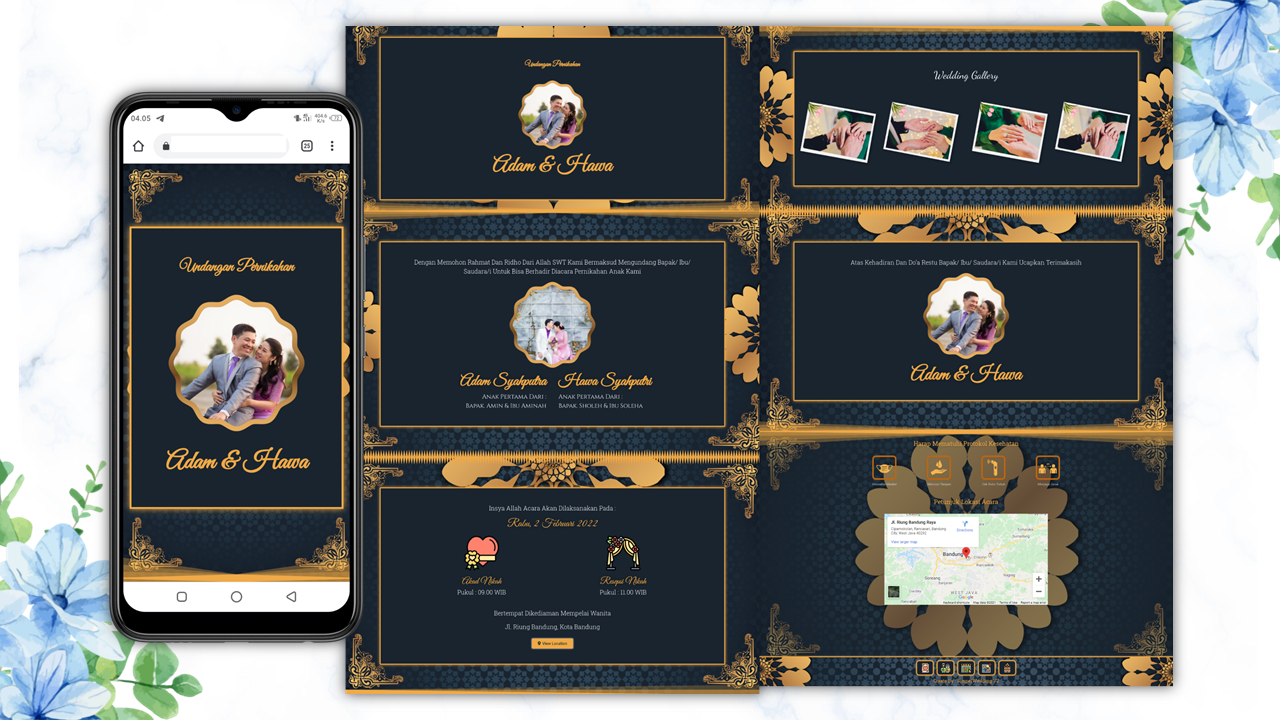 04.05
404.6
K/s
72
25
Undangan Pernikahan
Adam & Hawa
Undangan Pernikahan
Adam & Hawa
Dengan Memohon Rahmat Dan Ridho Dari Allah SWT Kami Bermaksud Mengundang Bapak/ Ibu/
Saudara/i Untuk Bisa Berhadir Diacara Pernikahan Anak Kami
Adam Syahputra Hawa Syahputri
Anak Pertama Dari : Anak Pertama Dari :
Bapak. Amin & Ibu Aminah Bapak. Sholeh & Ibu Soleha
Insya Allah Acara Akan Dilaksanakan Pada :
Rabu, 2 Februari 2022
Akad Nikah Resepsi Nikah
Pukul : 09.00 WIB Pukul : 11.00 WIB
Bertempat Dikediaman Mempelai Wanita
Jl. Riung Bandung, Kota Bandung
View Location
Wedding Gallery
Atas Kehadiran Dan Do'a Restu Bapak/ Ibu/ Saudara/i Kami Ucapkan Terimakasih
Adam & Hawa
Harap Mematuhi Protokol Kesehatan
Petunjuk Lokasi Acara
Jl. Riung Bandung Raya
Directions
View larger map
Bandung
WEST JAVA
Google